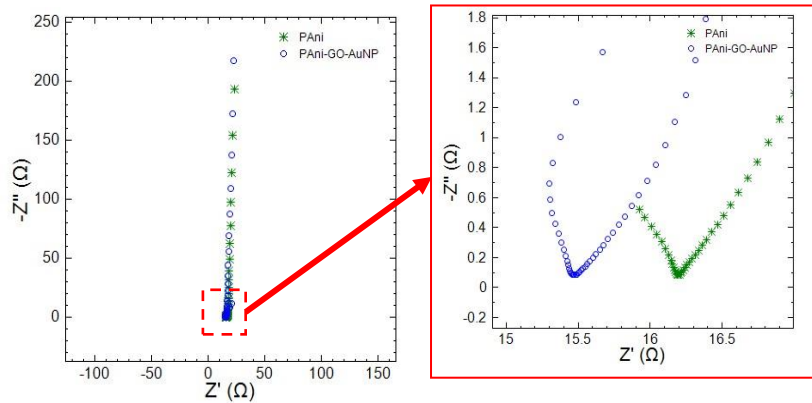 PAni
PAni-GO-AuNP
-Z'' (Ω)
250
200
150
100
50
0
-100 -50 0 50 100 150
Z' (Ω)
PAni
PAni-GO-AuNP
-Z'' (Ω)
1.8
1.6
1.4
1.2
1
0.8
0.6
0.4
0.2
0
-0.2
15 15.5 16 16.5
Z' (Ω)